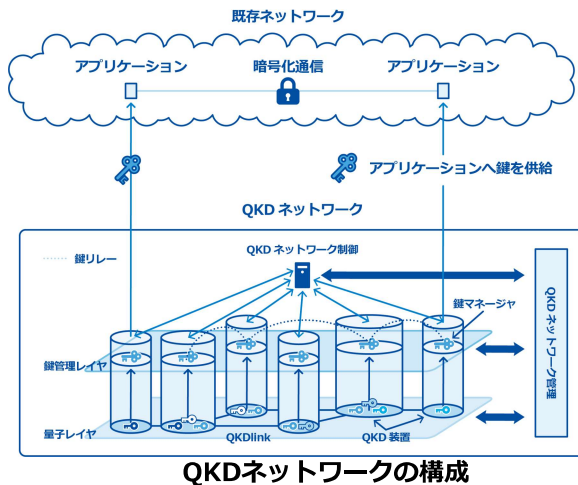 既存ネットワーク
アプリケーション
暗号化通信
アプリケーション
アプリケーションへ鍵を供給
QKD ネットワーク
鍵リレー
QKD ネットワーク制御
鍵マネージャ
QKD ネットワーク管理
鍵管理レイヤ
量子レイヤ
QKDlink
QKD 装置
QKDネットワークの構成